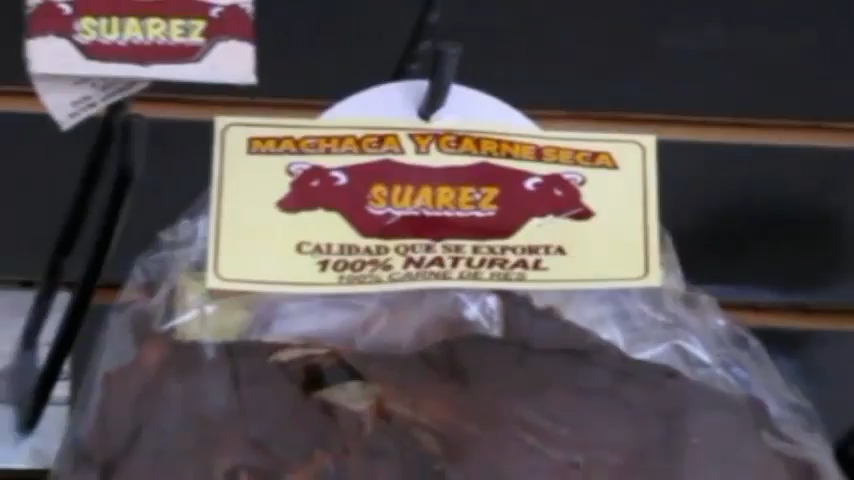 SUAREZ
MACHACA Y CARNE SECA
SUAREZ
CALIDAD QUE SE EXPORTA
100% NATURAL
100% CARNE DE RES